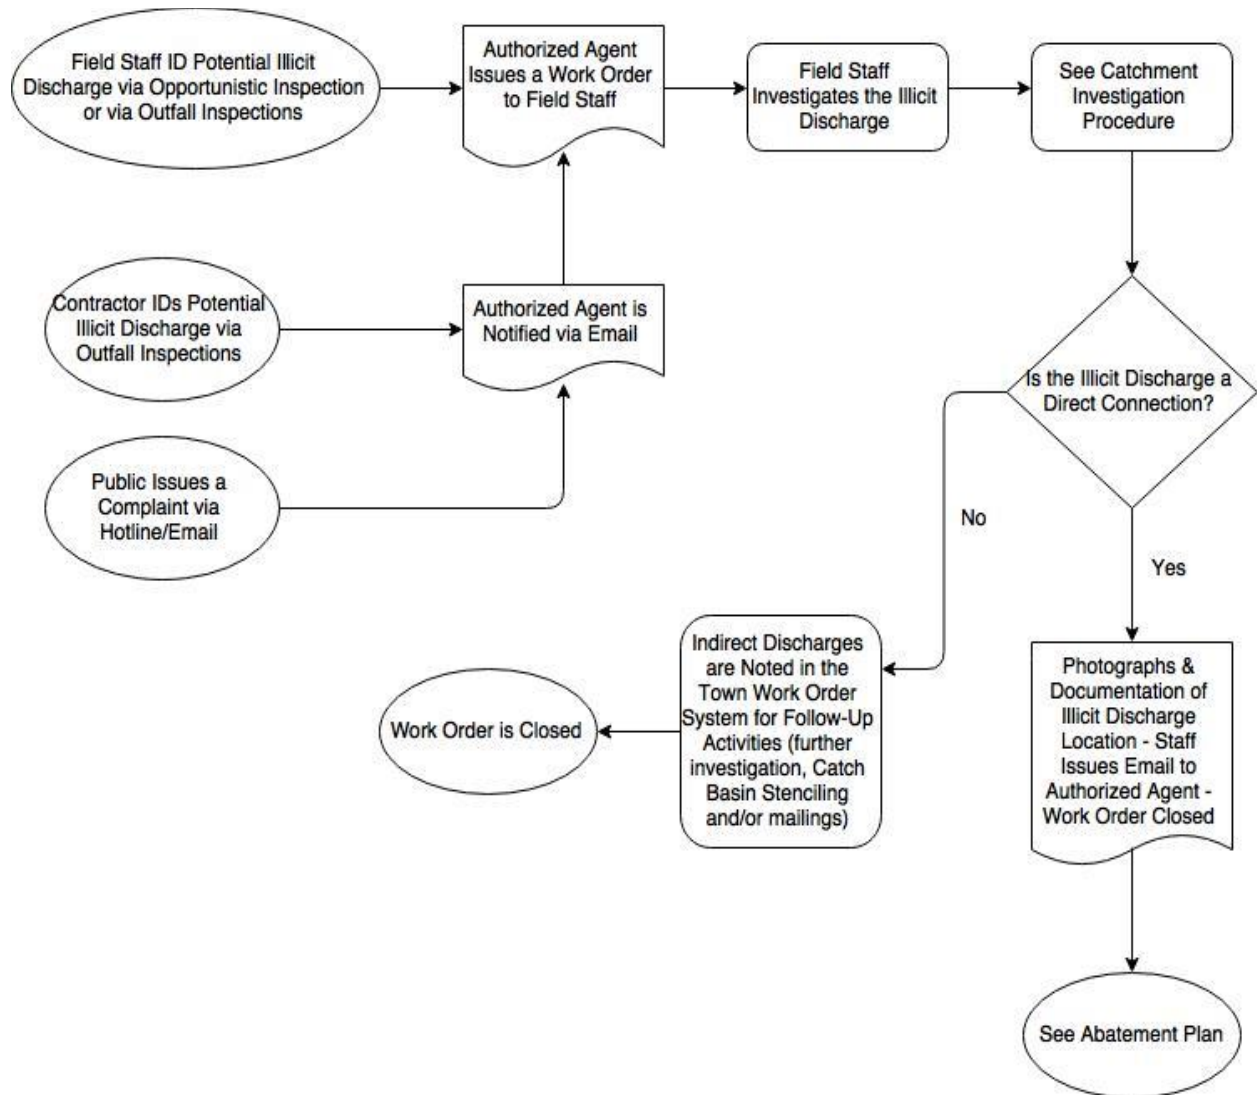 Field Staff ID Potential Illicit
Discharge via Opportunistic Inspection
or via Outfall Inspections
Authorized Agent
Issues a Work Order
to Field Staff
Field Staff
Investigates the Illicit
Discharge
See Catchment
Investigation
Procedure
Contractor IDs Potential
Illicit Discharge via
Outfall Inspections
Authorized Agent is
Notified via Email
Is the Illicit Discharge a
Direct Connection?
Public Issues a
Complaint via
Hotline/Email
No
Yes
Indirect Discharges
are Noted in the
Town Work Order
System for Follow-Up
Activities (further
investigation, Catch
Basin Stenciling
and/or mailings)
Work Order is Closed
Photographs &
Documentation of
Illicit Discharge
Location - Staff
Issues Email to
Authorized Agent -
Work Order Closed
See Abatement Plan